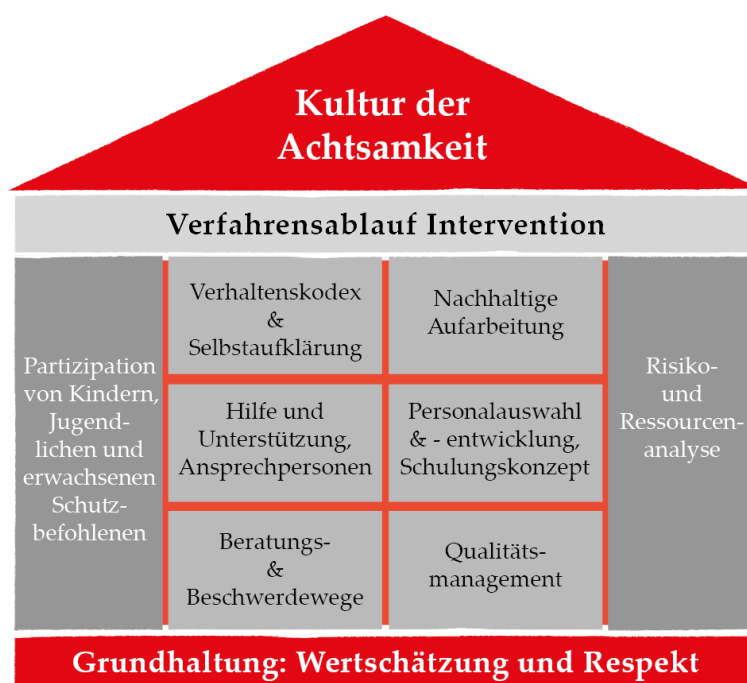 Kultur der
Achtsamkeit
Verfahrensablauf Intervention
Partizipation
von Kindern,
Jugend-
lichen und
erwachsenen
Schutz-
befohlenen
Verhaltenskodex
&
Selbstaufklärung
Nachhaltige
Aufarbeitung
Hilfe und
Unterstützung,
Ansprechpersonen
Personalauswahl
& - entwicklung,
Schulungskonzept
Beratungs-
&
Beschwerdewege
Qualitäts-
management
Risiko-
und
Ressourcen-
analyse
Grundhaltung: Wertschätzung und Respekt